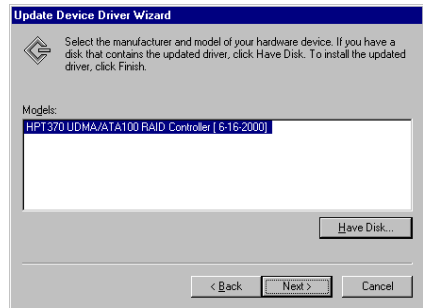 Update Device Driver Wizard
Select the manufacturer and model of your hardware device. If you have a
disk that contains the updated driver, click Have Disk. To install the updated
driver, click Finish.
Models:
HPT370 UDMA/ATA100 RAID Controller [ 6-16-2000]
Have Disk...
< Back
Next >
Cancel